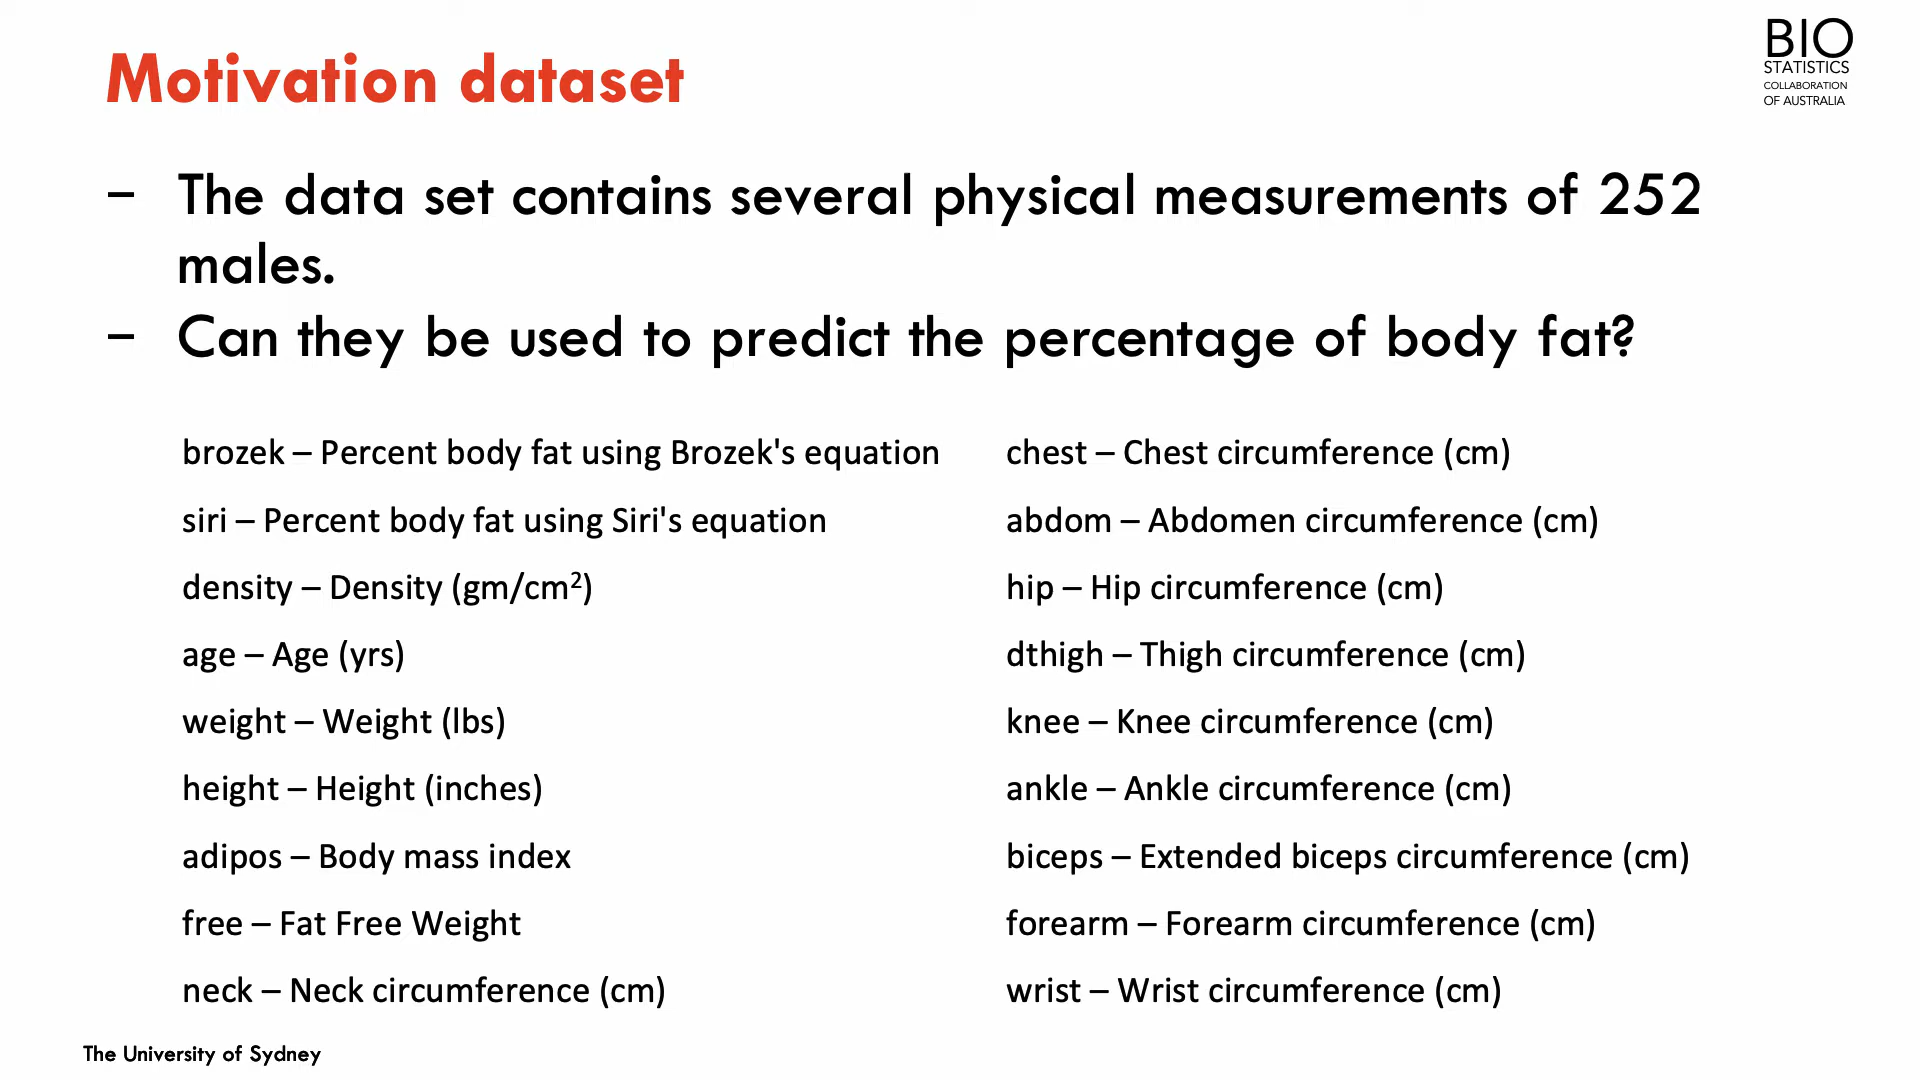 Motivation dataset
BIO
STATISTICS
COLLABORATION
OF AUSTRALIA
– The data set contains several physical measurements of 252
males.
– Can they be used to predict the percentage of body fat?
brozek – Percent body fat using Brozek's equation
siri – Percent body fat using Siri's equation
density – Density (gm/cm²)
age – Age (yrs)
weight – Weight (lbs)
height – Height (inches)
adipos – Body mass index
free – Fat Free Weight
neck – Neck circumference (cm)
chest – Chest circumference (cm)
abdom – Abdomen circumference (cm)
hip – Hip circumference (cm)
dthigh – Thigh circumference (cm)
knee – Knee circumference (cm)
ankle – Ankle circumference (cm)
biceps – Extended biceps circumference (cm)
forearm – Forearm circumference (cm)
wrist – Wrist circumference (cm)
The University of Sydney